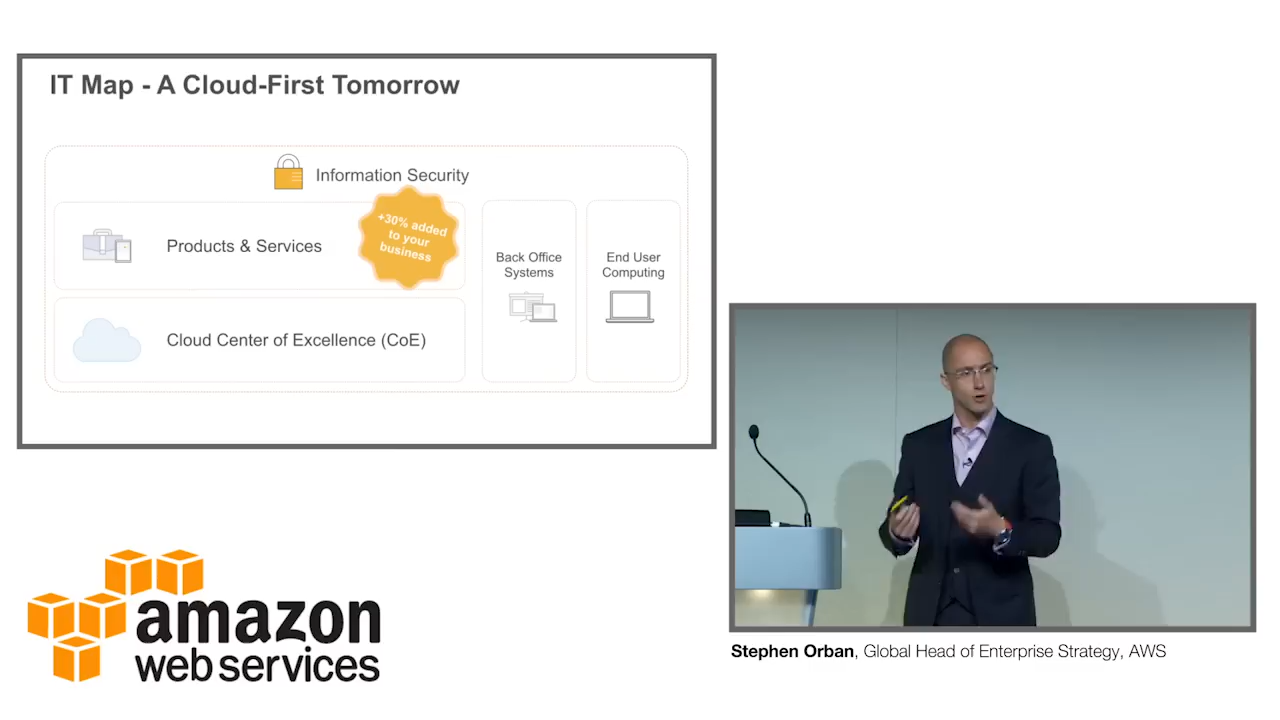 IT Map - A Cloud-First Tomorrow
Information Security
Products & Services
+30% added
to your
business
Back Office
Systems
End User
Computing
Cloud Center of Excellence (CoE)
amazon
web services
Stephen Orban, Global Head of Enterprise Strategy, AWS